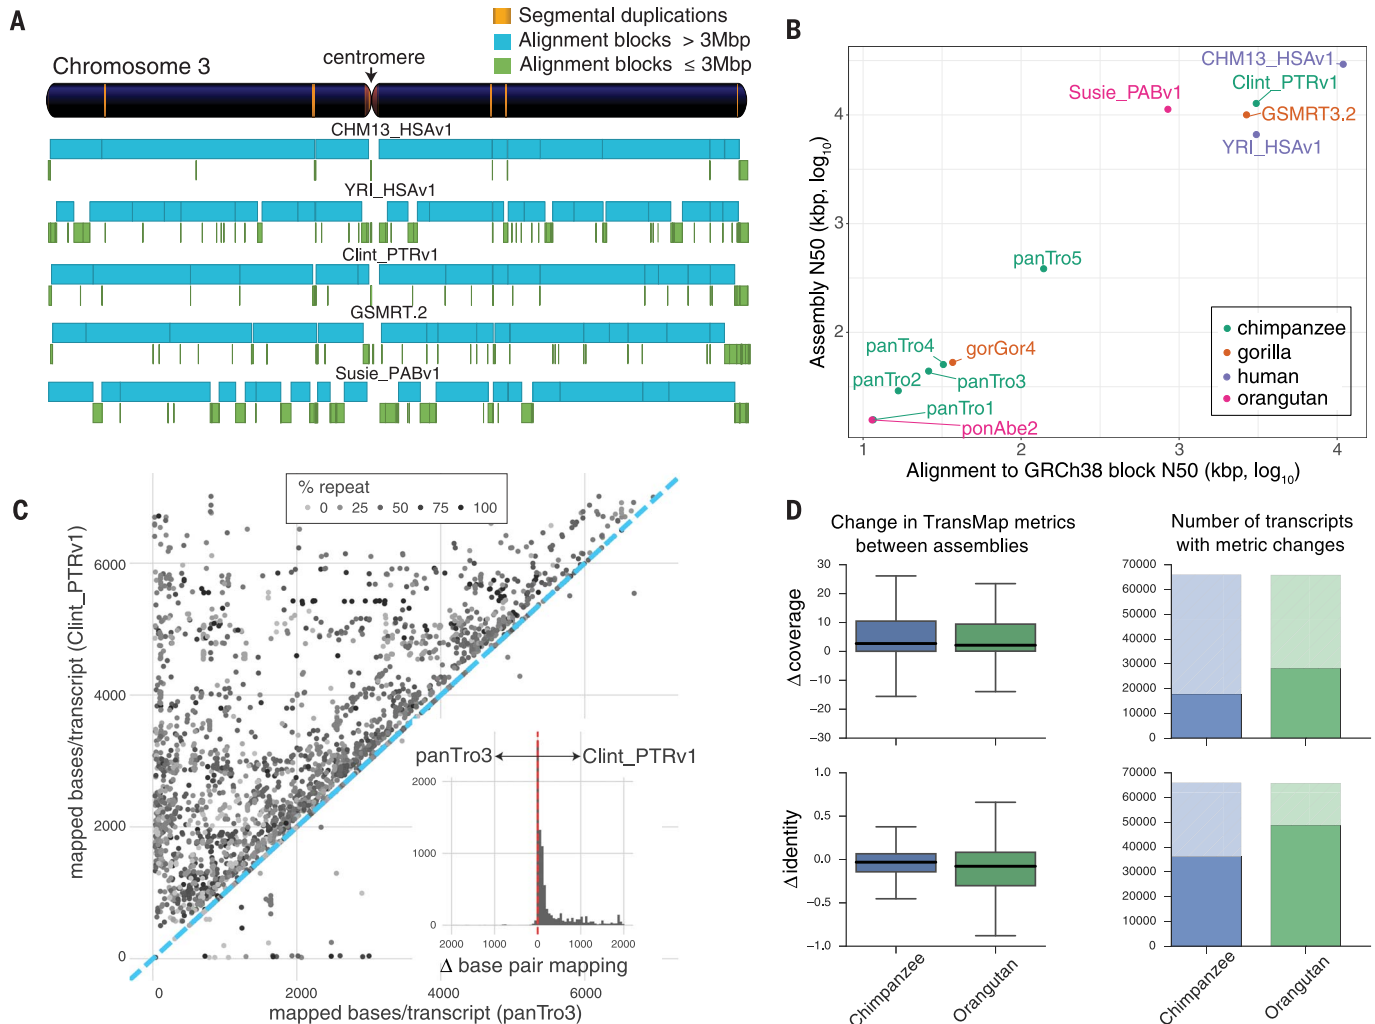 A
Segmental duplications
Alignment blocks > 3Mbp
Alignment blocks ≤ 3Mbp
Chromosome 3
centromere
CHM13_HSAv1
YRI_HSAv1
Clint_PTRv1
GSMRT.2
Susie_PABv1
B
Assembly N50 (kbp, log10)
4
3
2
CHM13_HSAv1
Clint_PTRv1
Susie_PABv1
GSMRT3.2
YRI_HSAv1
panTro5
panTro4
gorGor4
panTro2
panTro3
panTro1
ponAbe2
chimpanzee
gorilla
human
orangutan
1
2
3
4
Alignment to GRCh38 block N50 (kbp, log10)
C
% repeat
0 25 50 75 100
mapped bases/transcript (Clint_PTRv1)
6000
4000
2000
0
panTro3
Clint_PTRv1
2000
1000
0
2000 1000 0 1000 2000
Δ base pair mapping
0 2000 4000 6000
mapped bases/transcript (panTro3)
D
Change in TransMap metrics
between assemblies
Number of transcripts
with metric changes
Δcoverage
30
20
10
0
−10
−20
−30
70000
60000
50000
40000
30000
20000
10000
0
Δidentity
1.0
0.5
0.0
−0.5
−1.0
70000
60000
50000
40000
30000
20000
10000
0
Chimpanzee
Orangutan
Chimpanzee
Orangutan